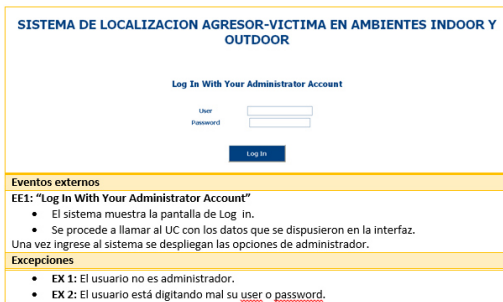 SISTEMA DE LOCALIZACION AGRESOR-VICTIMA EN AMBIENTES INDOOR Y
OUTDOOR
Log In With Your Administrator Account
User
Password
Log In
Eventos externos
EE1: “Log In With Your Administrator Account”
• El sistema muestra la pantalla de Log in.
• Se procede a llamar al UC con los datos que se dispusieron en la interfaz.
Una vez ingrese al sistema se despliegan las opciones de administrador.
Excepciones
• EX 1: El usuario no es administrador.
• EX 2: El usuario está digitando mal su user o password.